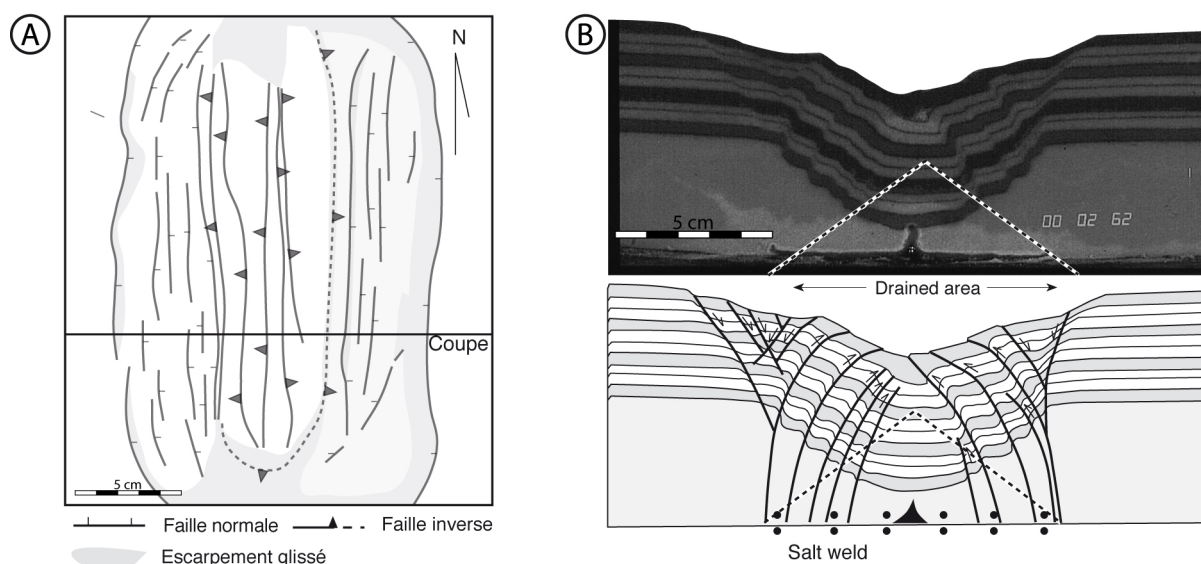 A
N
Coupe
5 cm
Faille normale
Faille inverse
Escarpement glissé
B
5 cm
00 02 62
Drained area
Salt weld